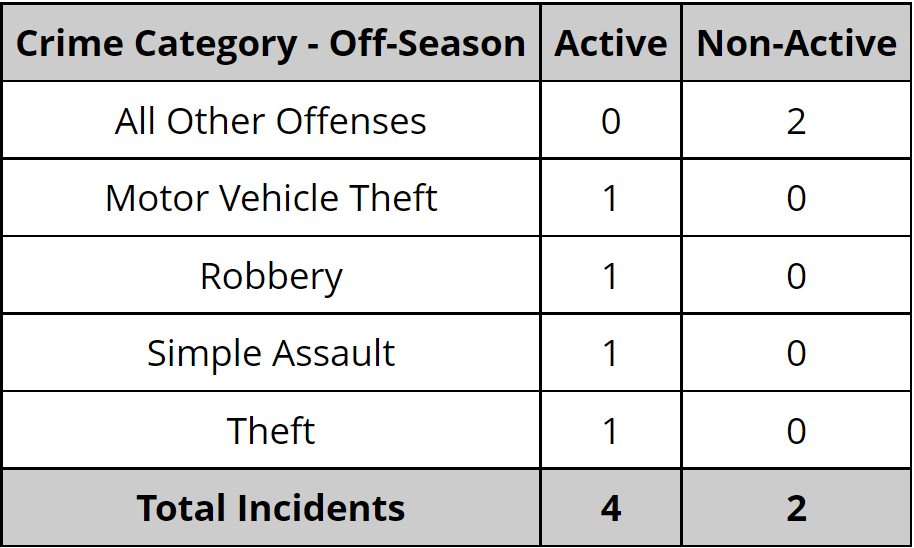 Crime Category - Off-Season Active Non-Active
All Other Offenses 0 2
Motor Vehicle Theft 1 0
Robbery 1 0
Simple Assault 1 0
Theft 1 0
Total Incidents 4 2